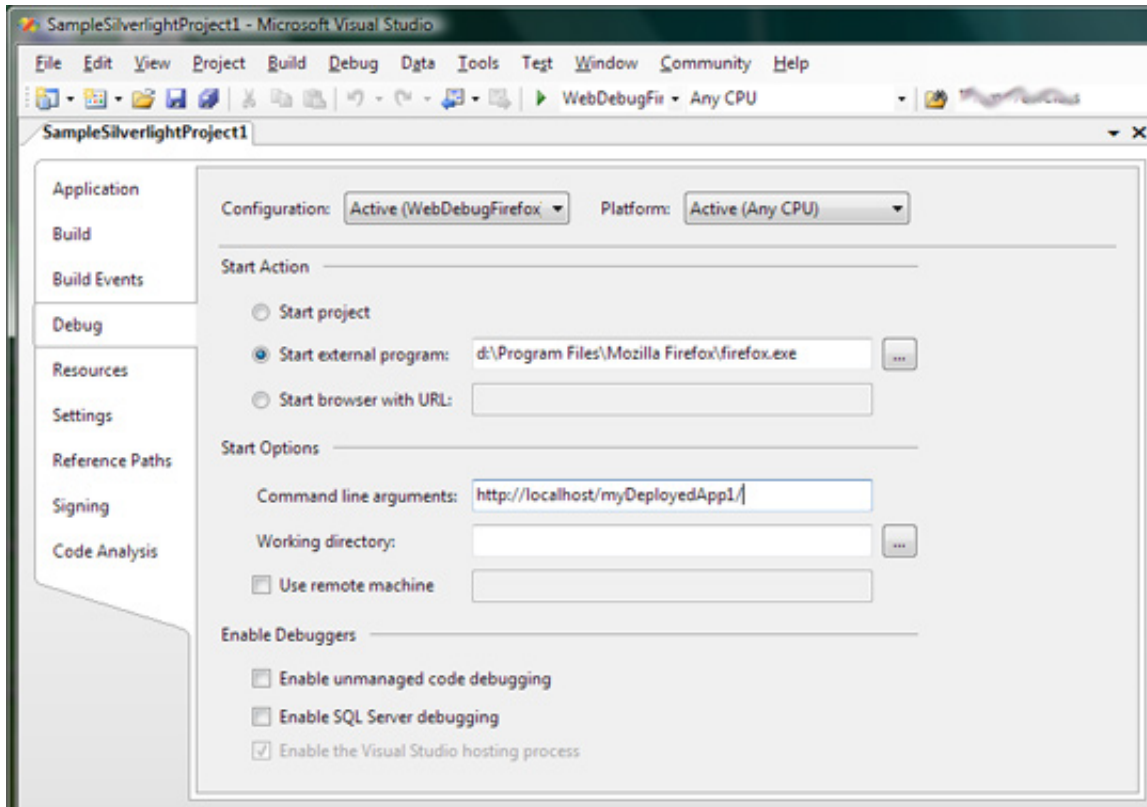 SampleSilverlightProject1 - Microsoft Visual Studio
File Edit View Project Build Debug Data Tools Test Window Community Help
WebDebugFir Any CPU
SampleSilverlightProject1
Application
Configuration: Active (WebDebugFirefox) Platform: Active (Any CPU)
Build
Build Events
Start Action
Debug
Start project
Start external program: d:\Program Files\Mozilla Firefox\firefox.exe ...
Resources
Start browser with URL:
Settings
Start Options
Reference Paths
Command line arguments: http://localhost/myDeployedApp1/
Signing
Working directory: ...
Code Analysis
Use remote machine
Enable Debuggers
Enable unmanaged code debugging
Enable SQL Server debugging
Enable the Visual Studio hosting process